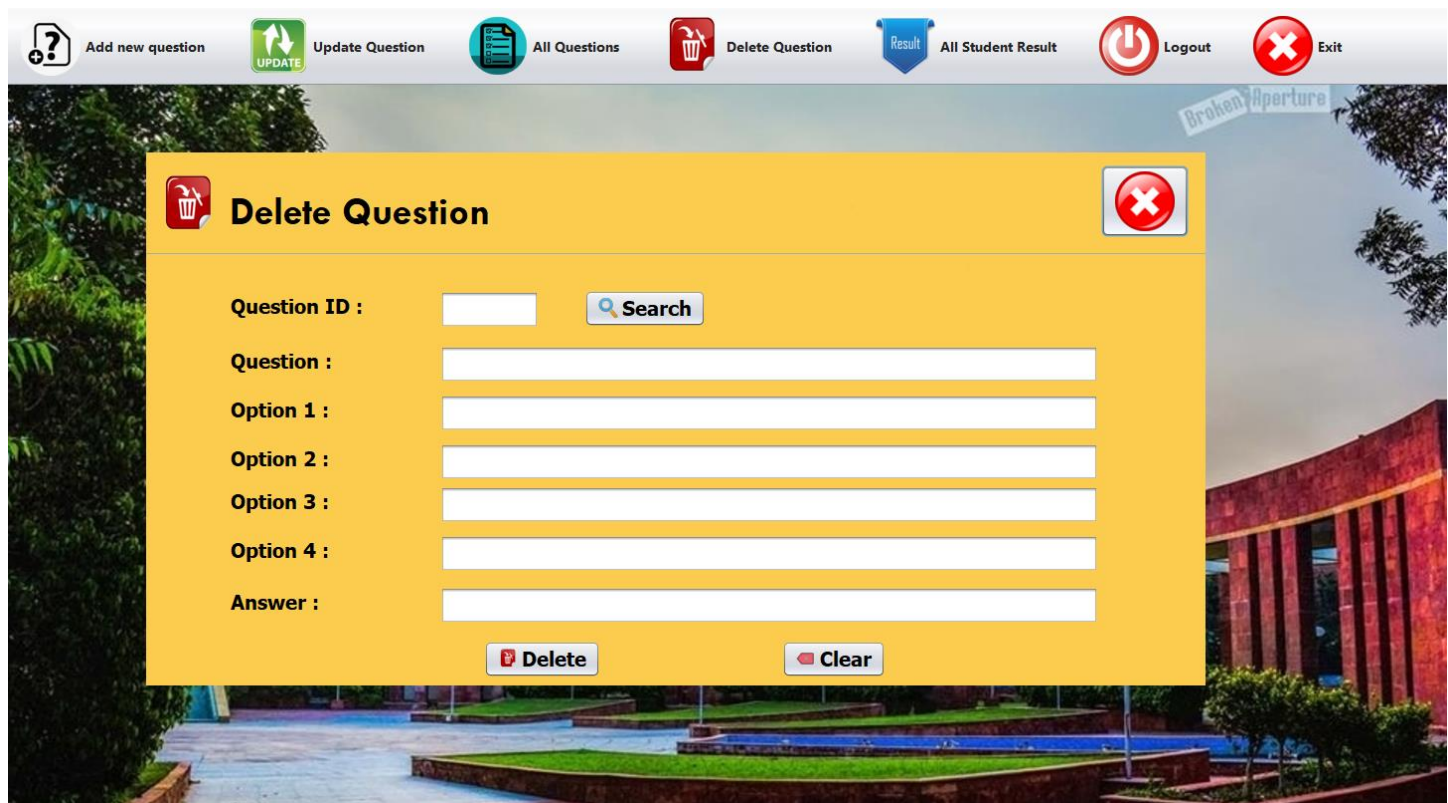 Add new question UPDATE Update Question All Questions Delete Question Result All Student Result Logout Exit
Broken Aperture
Delete Question
Question ID : Search
Question :
Option 1 :
Option 2 :
Option 3 :
Option 4 :
Answer :
Delete Clear